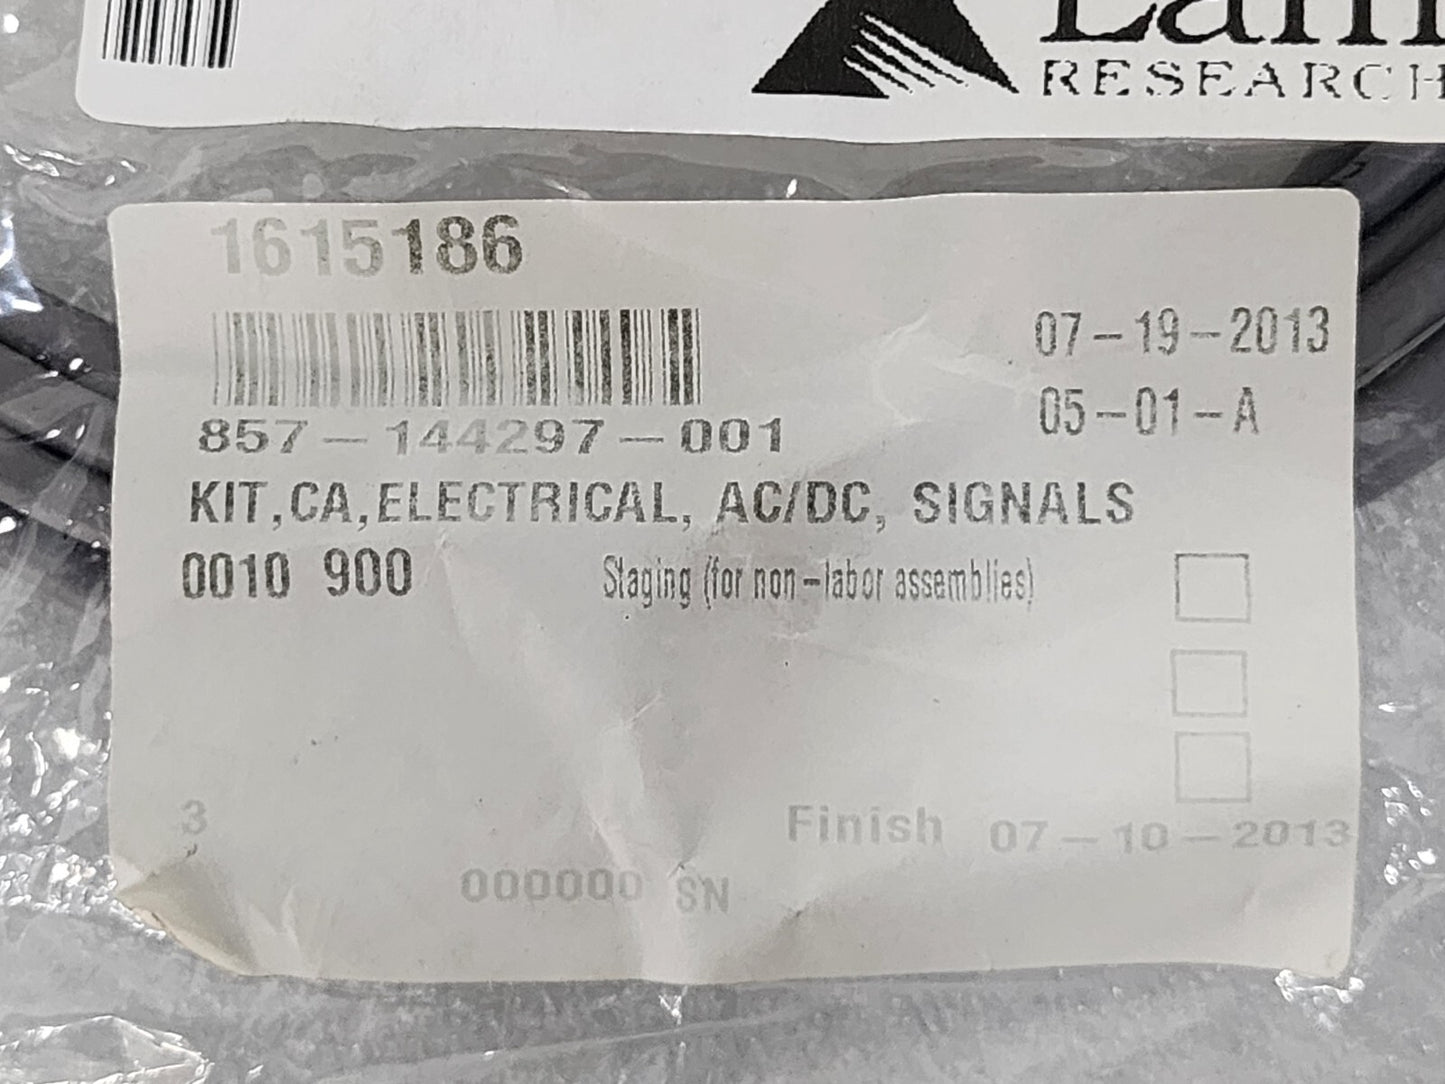 Lam
RESEARCH
1615186
07-19-2013
857-144297-001
05-01-A
KIT,CA,ELECTRICAL, AC/DC, SIGNALS
0010 900 Staging (for non-labor assemblies)
3
Finish 07-10-2013
000000 SN